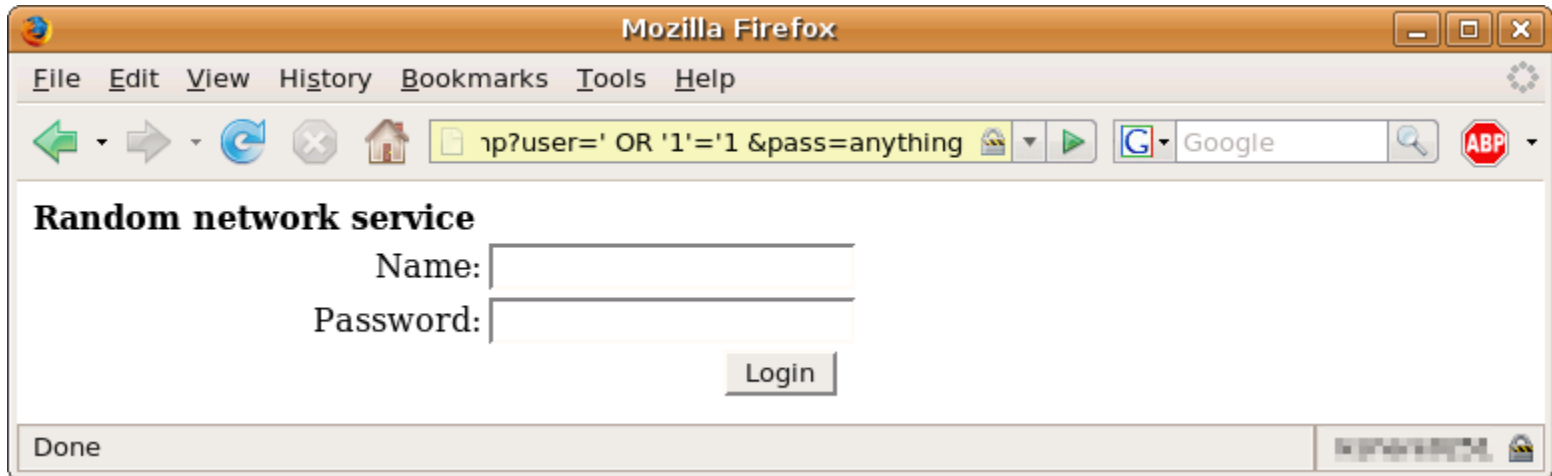 Mozilla Firefox
File Edit View History Bookmarks Tools Help
?user=' OR '1'='1 &pass=anything G Google ABP
Random network service
Name:
Password:
Login
Done